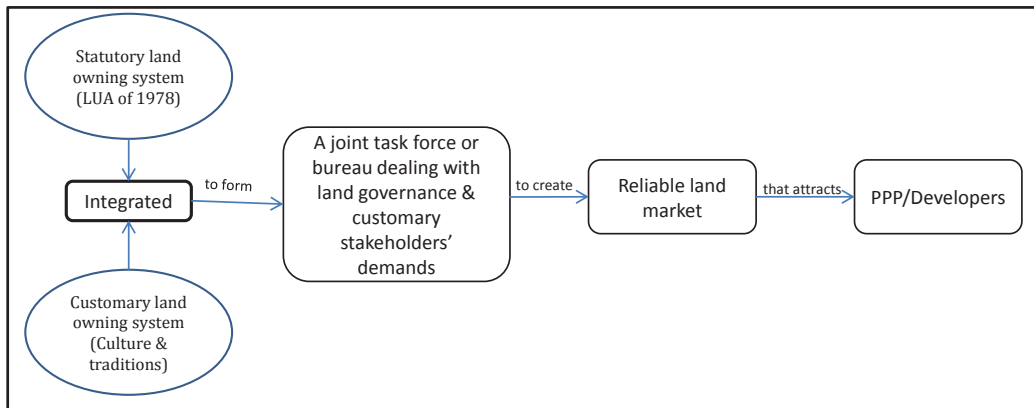 Statutory land
owning system
(LUA of 1978)
Integrated
Customary land
owning system
(Culture &
traditions)
to form
A joint task force or
bureau dealing with
land governance &
customary
stakeholders’
demands
to create
Reliable land
market
that attracts
PPP/Developers